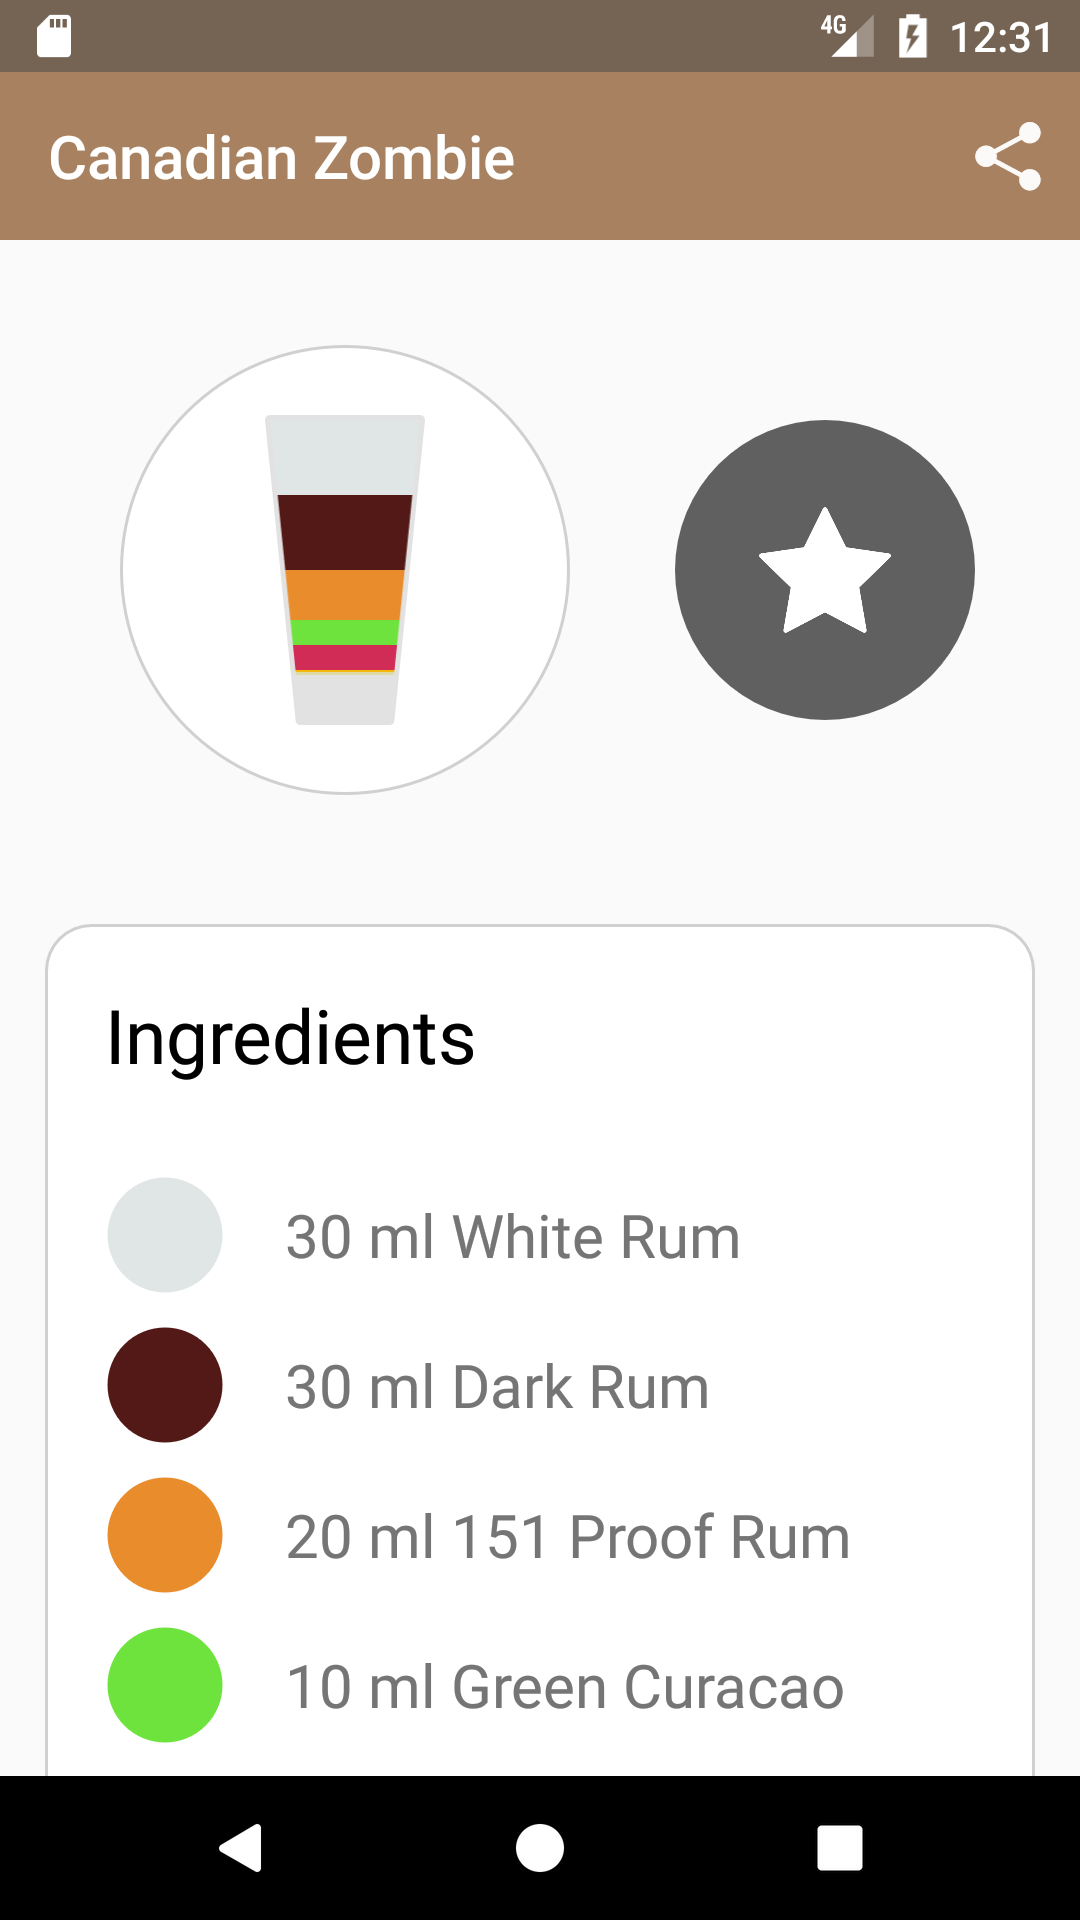 4G 12:31
Canadian Zombie
Ingredients
30 ml White Rum
30 ml Dark Rum
20 ml 151 Proof Rum
10 ml Green Curacao